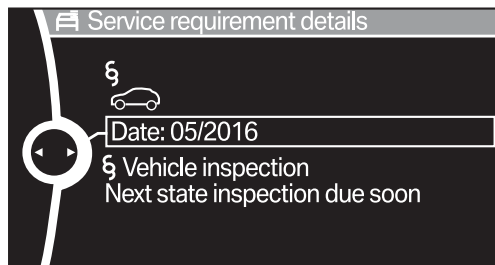 Service requirement details
§
Date: 05/2016
§ Vehicle inspection
Next state inspection due soon